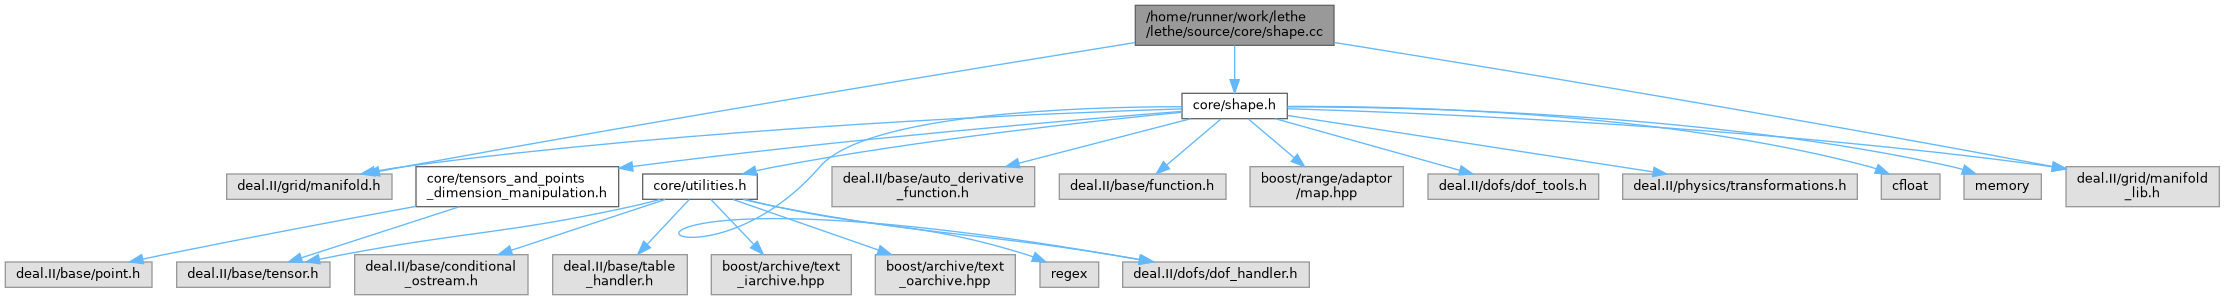 /home/runner/work/lethe
/lethe/source/core/shape.cc
core/shape.h
deal.II/grid/manifold.h
core/tensors_and_points
_dimension_manipulation.h
core/utilities.h
deal.II/base/auto_derivative
_function.h
deal.II/base/function.h
boost/range/adaptor
/map.hpp
deal.II/dofs/dof_tools.h
deal.II/physics/transformations.h
cfloat
memory
deal.II/grid/manifold
_lib.h
deal.II/base/point.h
deal.II/base/tensor.h
deal.II/base/conditional
_ostream.h
deal.II/base/table
_handler.h
boost/archive/text
_iarchive.hpp
boost/archive/text
_oarchive.hpp
regex
deal.II/dofs/dof_handler.h